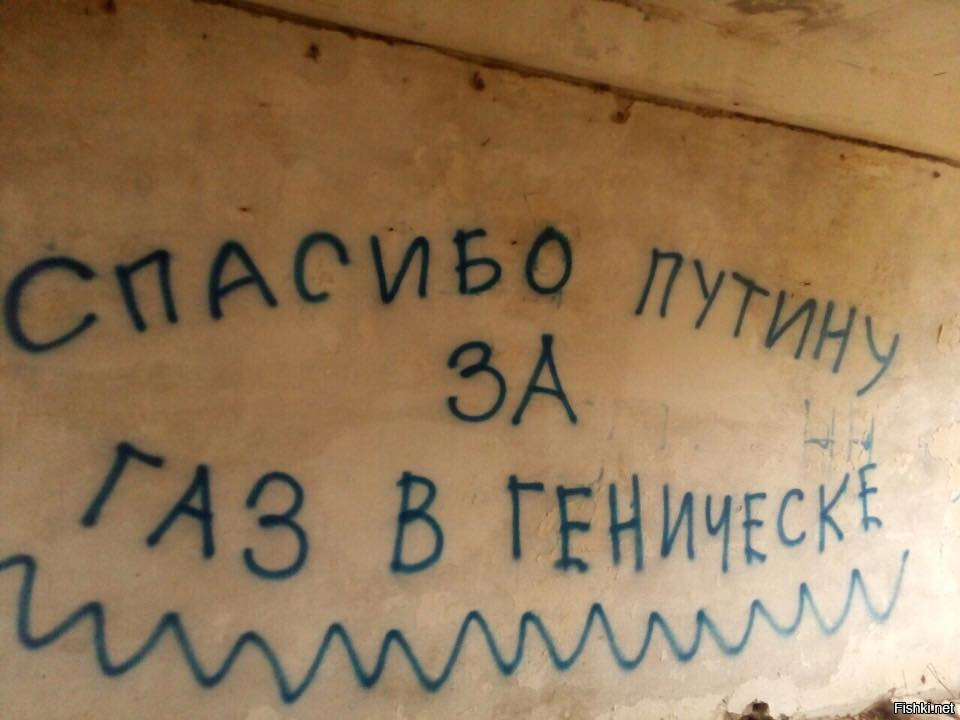 СПАСИБО ПУТИНУ
ЗА
ГАЗ В ГЕНИЧЕСКЕ
Fishki.net